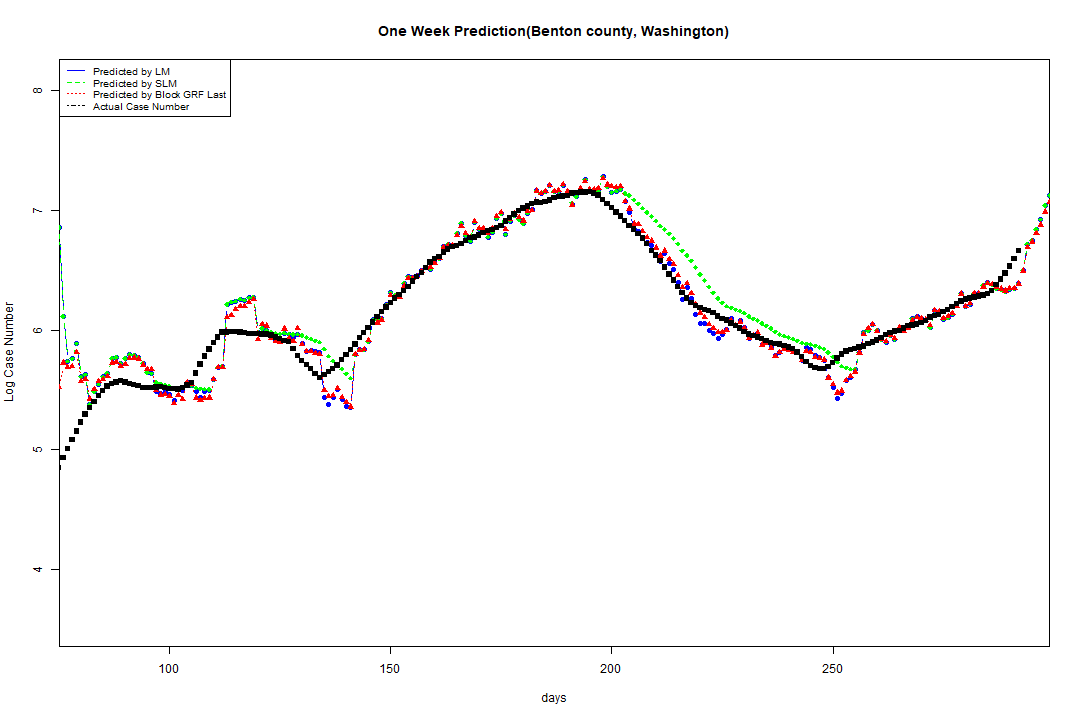 One Week Prediction(Benton county, Washington)
Predicted by LM
Predicted by SLM
Predicted by Block GRF Last
Actual Case Number
8
7
6
5
4
Log Case Number
100
150
200
250
days